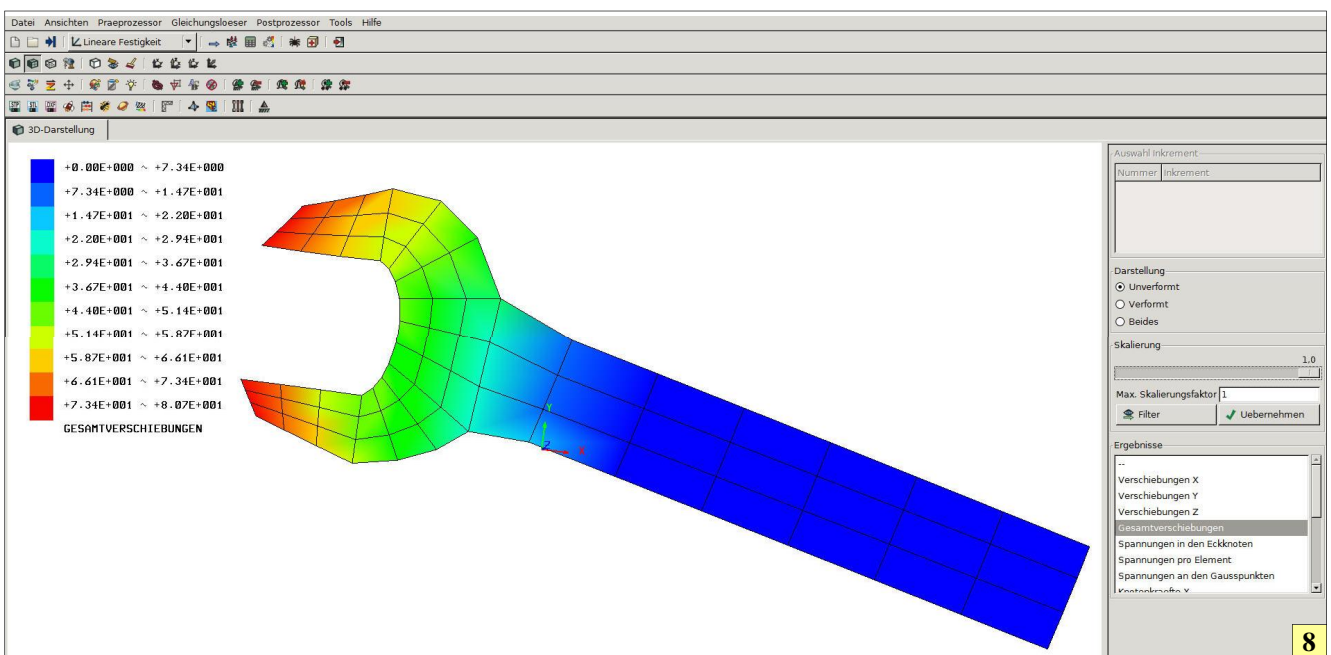 Datei Ansichten Praeprozessor Gleichungsloeser Postprozessor Tools Hilfe
Lineare Festigkeit
3D-Darstellung
+0.00E+000 ~ +7.34E+000
+7.34E+000 ~ +1.47E+001
+1.47E+001 ~ +2.20E+001
+2.20E+001 ~ +2.94E+001
+2.94E+001 ~ +3.67E+001
+3.67E+001 ~ +4.40E+001
+4.40E+001 ~ +5.14E+001
+5.14E+001 ~ +5.87E+001
+5.87E+001 ~ +6.61E+001
+6.61E+001 ~ +7.34E+001
+7.34E+001 ~ +8.07E+001
GESAMTVERSCHIEBUNGEN
Y
Z
X
Auswahl Inkrement
Nummer Inkrement
Darstellung
Unverformt
Verformt
Beides
Skalierung
1.0
Max. Skalierungsfaktor 1
Filter Uebernehmen
Ergebnisse
--
Verschiebungen X
Verschiebungen Y
Verschiebungen Z
Gesamtverschiebungen
Spannungen in den Eckknoten
Spannungen pro Element
Spannungen an den Gausspunkten
Knotenkraefte X
8